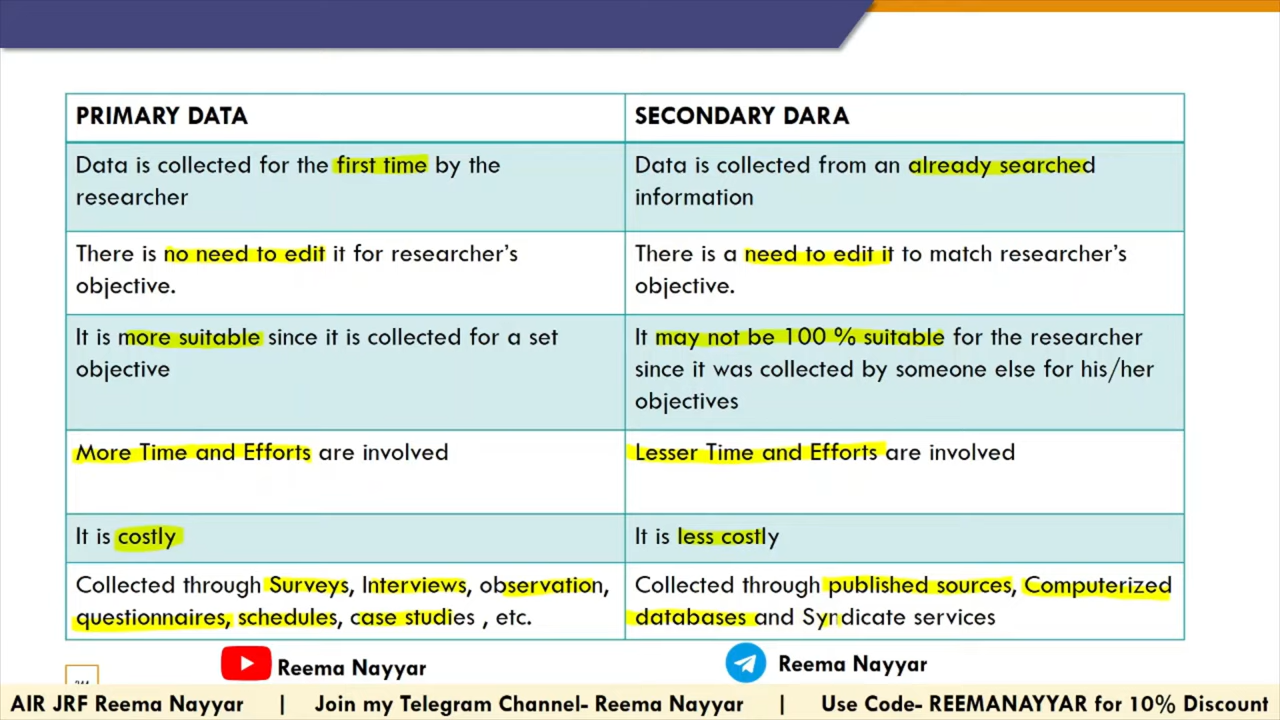 PRIMARY DATA
SECONDARY DARA
Data is collected for the first time by the
researcher
Data is collected from an already searched
information
There is no need to edit it for researcher's
objective.
There is a need to edit it to match researcher's
objective.
It is more suitable since it is collected for a set
objective
It may not be 100 % suitable for the researcher
since it was collected by someone else for his/her
objectives
More Time and Efforts are involved
Lesser Time and Efforts are involved
It is costly
It is less costly
Collected through Surveys, Interviews, observation,
questionnaires, schedules, case studies , etc.
Collected through published sources, Computerized
databases and Syndicate services
Reema Nayyar
Reema Nayyar
AIR JRF Reema Nayyar | Join my Telegram Channel- Reema Nayyar | Use Code- REEMANAYYAR for 10% Discount